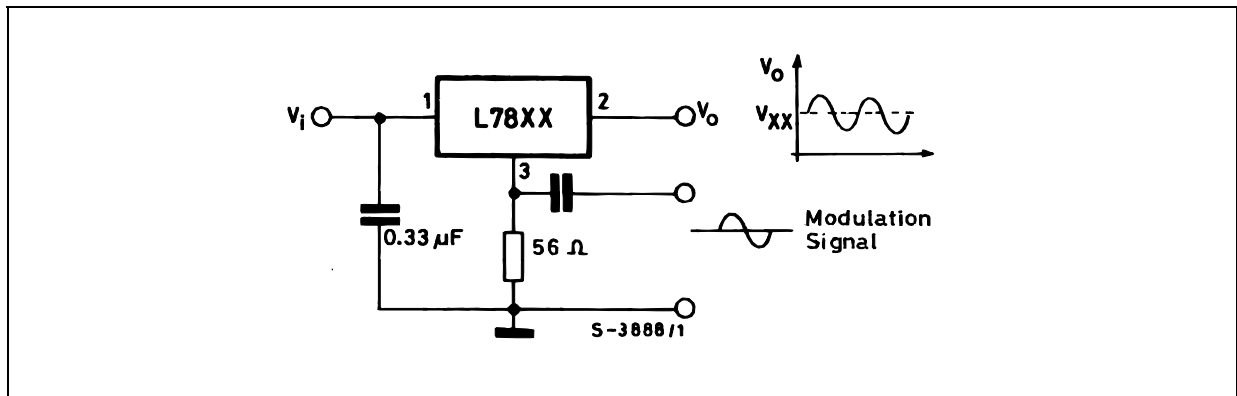 Vi
1
L78XX
2
Vo
3
0.33 µF
56 Ω
S-3888/1
Vo
VXX
Modulation
Signal